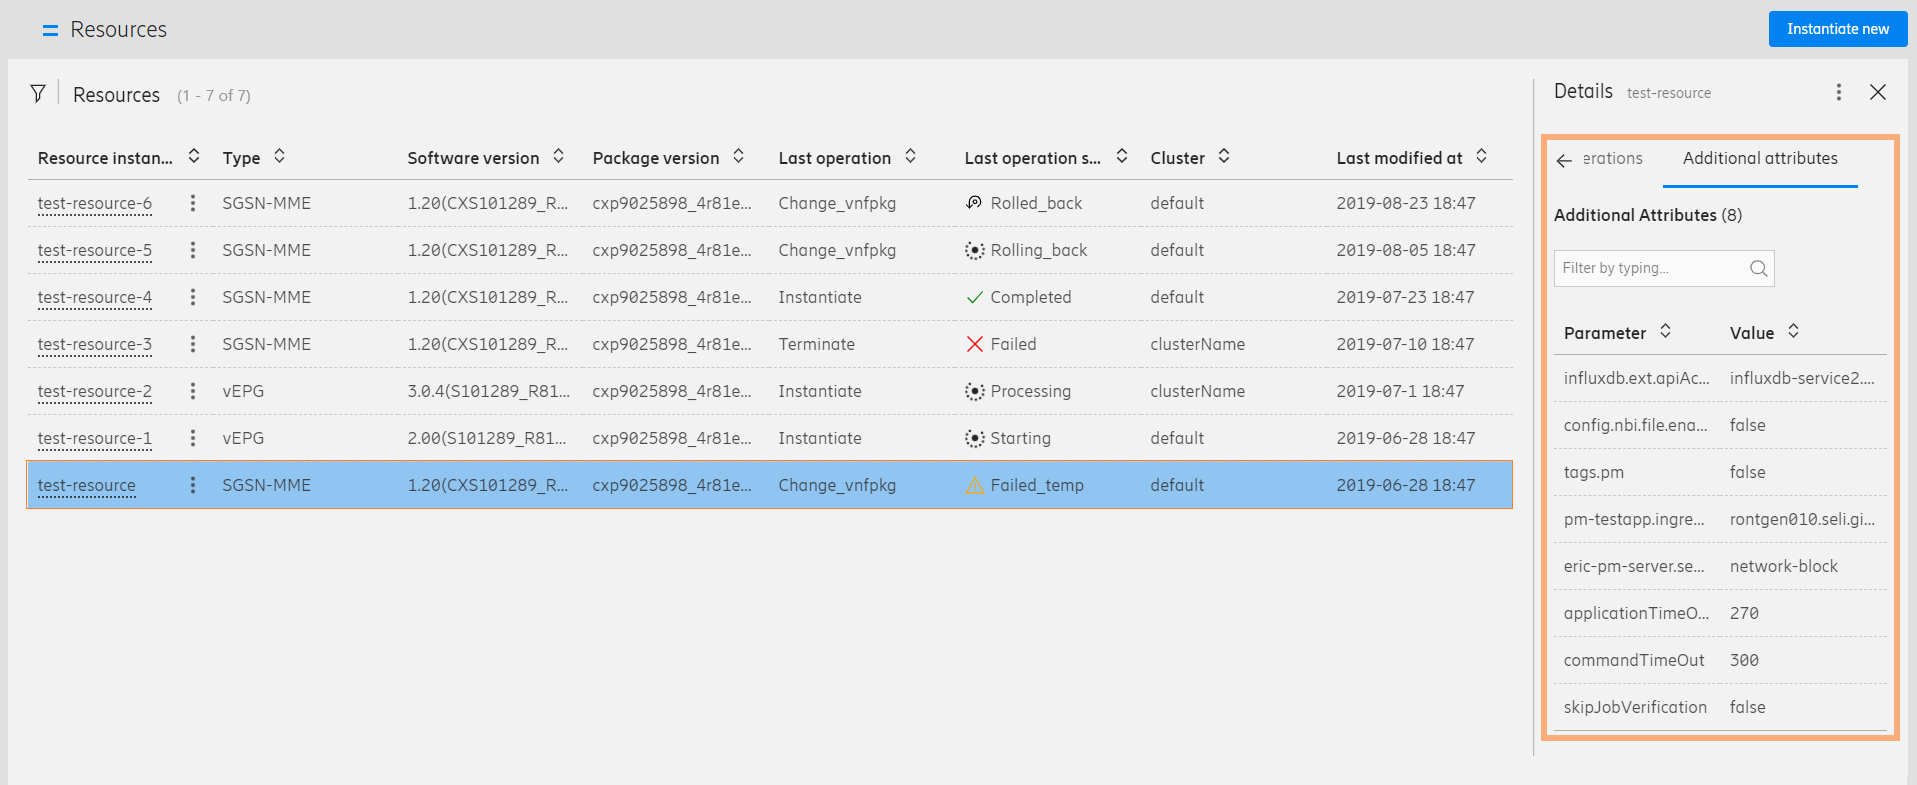 Resources
Instantiate new
Resources (1 - 7 of 7)
Resource instan... Type Software version Package version Last operation Last operation s... Cluster Last modified at
test-resource-6 SGSN-MME 1.20(CXS101289_R... cxp9025898_4r81e... Change_vnfpkg Rolled_back default 2019-08-23 18:47
test-resource-5 SGSN-MME 1.20(CXS101289_R... cxp9025898_4r81e... Change_vnfpkg Rolling_back default 2019-08-05 18:47
test-resource-4 SGSN-MME 1.20(CXS101289_R... cxp9025898_4r81e... Instantiate Completed default 2019-07-23 18:47
test-resource-3 SGSN-MME 1.20(CXS101289_R... cxp9025898_4r81e... Terminate Failed clusterName 2019-07-10 18:47
test-resource-2 vEPG 3.0.4(S101289_R81... cxp9025898_4r81e... Instantiate Processing clusterName 2019-07-1 18:47
test-resource-1 vEPG 2.00(S101289_R81... cxp9025898_4r81e... Instantiate Starting default 2019-06-28 18:47
test-resource SGSN-MME 1.20(CXS101289_R... cxp9025898_4r81e... Change_vnfpkg Failed_temp default 2019-06-28 18:47
Details test-resource
erations Additional attributes
Additional Attributes (8)
Filter by typing...
Parameter Value
influxdb.ext.apiAc... influxdb-service2....
config.nbi.file.ena... false
tags.pm false
pm-testapp.ingre... rontgen010.seli.gi...
eric-pm-server.se... network-block
applicationTimeO... 270
commandTimeOut 300
skipJobVerification false